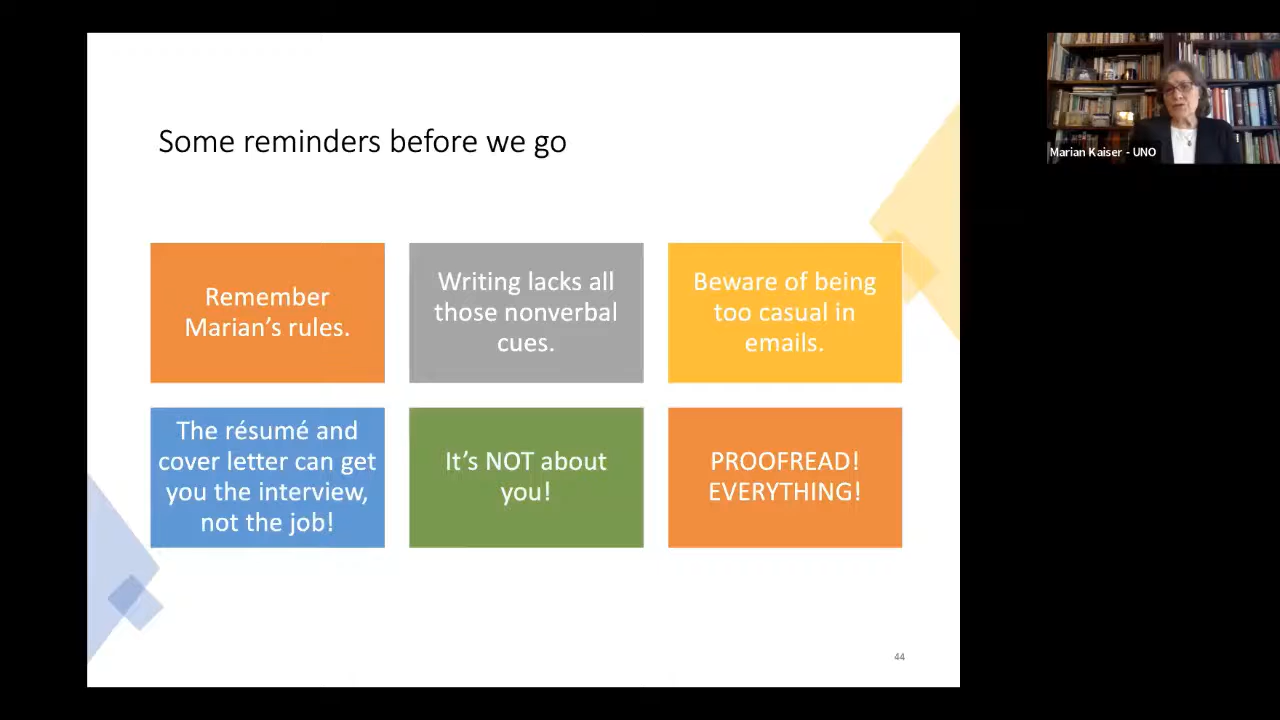 Some reminders before we go
Remember
Marian’s rules.
Writing lacks all
those nonverbal
cues.
Beware of being
too casual in
emails.
The résumé and
cover letter can get
you the interview,
not the job!
It’s NOT about
you!
PROOFREAD!
EVERYTHING!
44
Marian Kaiser - UNO